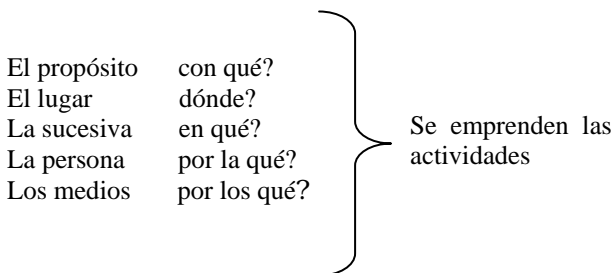 El propósito con qué?
El lugar dónde?
La sucesiva en qué?
La persona por la qué?
Los medios por los qué?
Se emprenden las
actividades